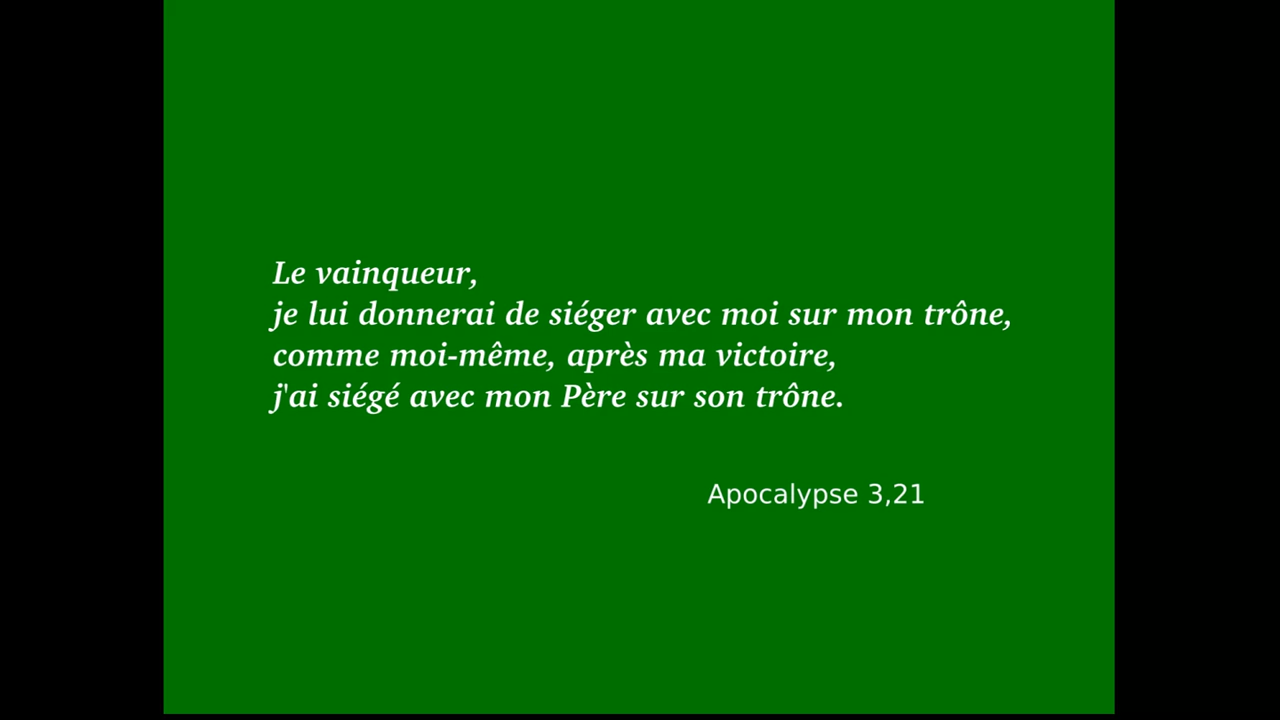 Le vainqueur,
je lui donnerai de siéger avec moi sur mon trône,
comme moi-même, après ma victoire,
j'ai siégé avec mon Père sur son trône.
Apocalypse 3,21